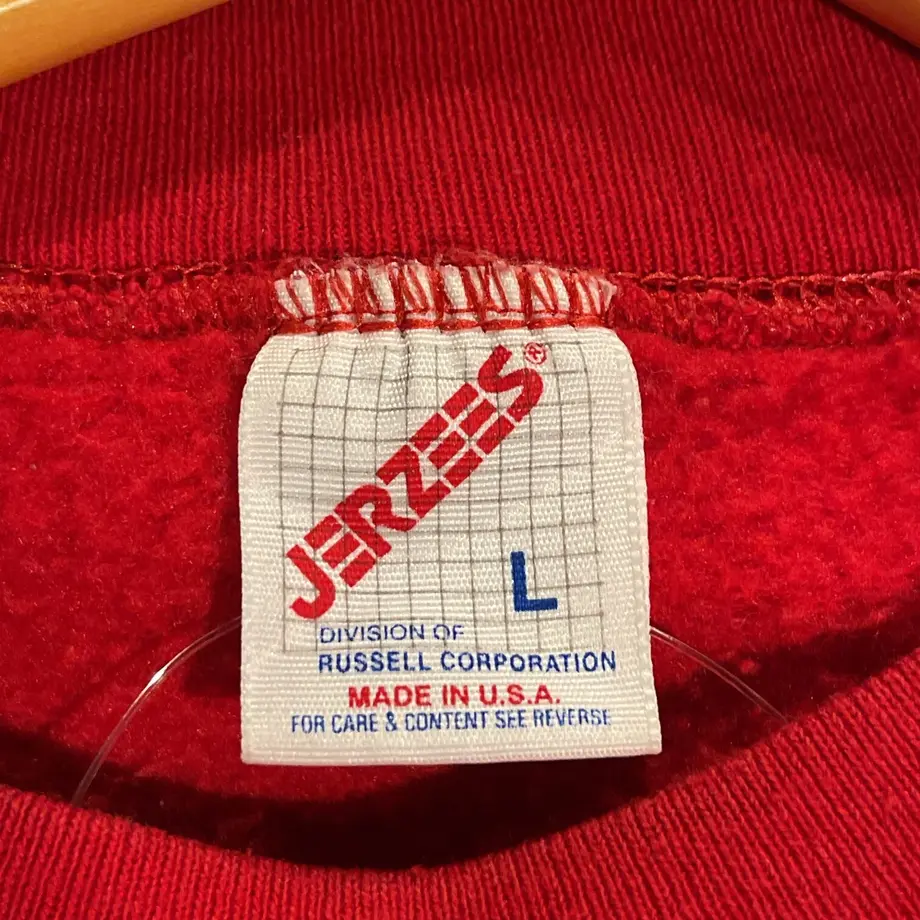 JERZEES®
L
DIVISION OF
RUSSELL CORPORATION
MADE IN U.S.A.
FOR CARE & CONTENT SEE REVERSE